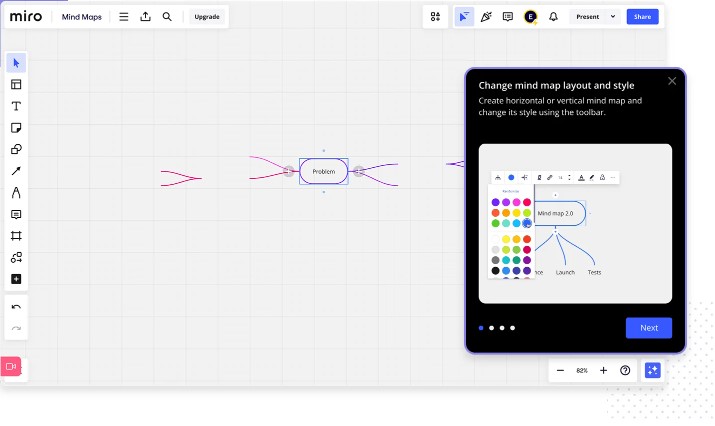 miro
Mind Maps
Upgrade
E
Present
Share
Problem
Change mind map layout and style
Create horizontal or vertical mind map and
change its style using the toolbar.
Mind map 2.0
Launch
Tests
Next
82%